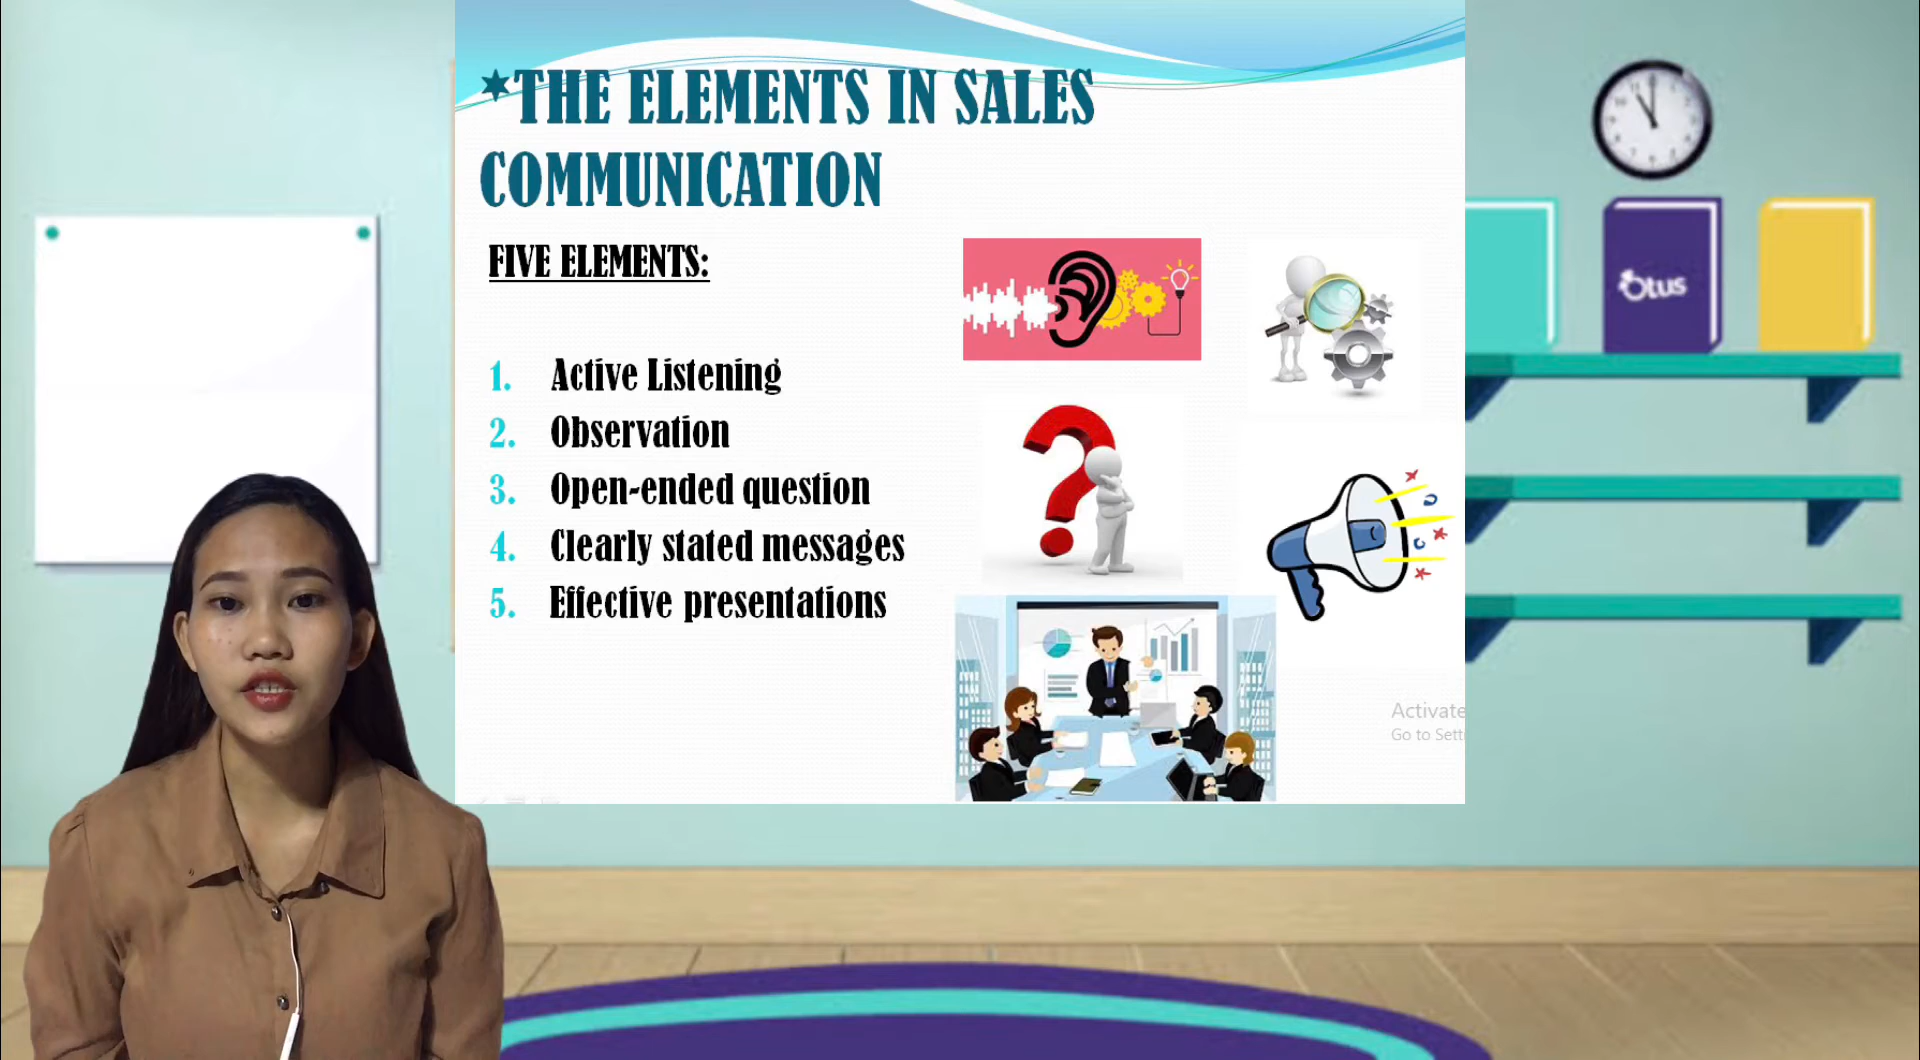 *THE ELEMENTS IN SALES
COMMUNICATION
FIVE ELEMENTS:
1. Active Listening
2. Observation
3. Open-ended question
4. Clearly stated messages
5. Effective presentations
Otus
Activate
Go to Sett